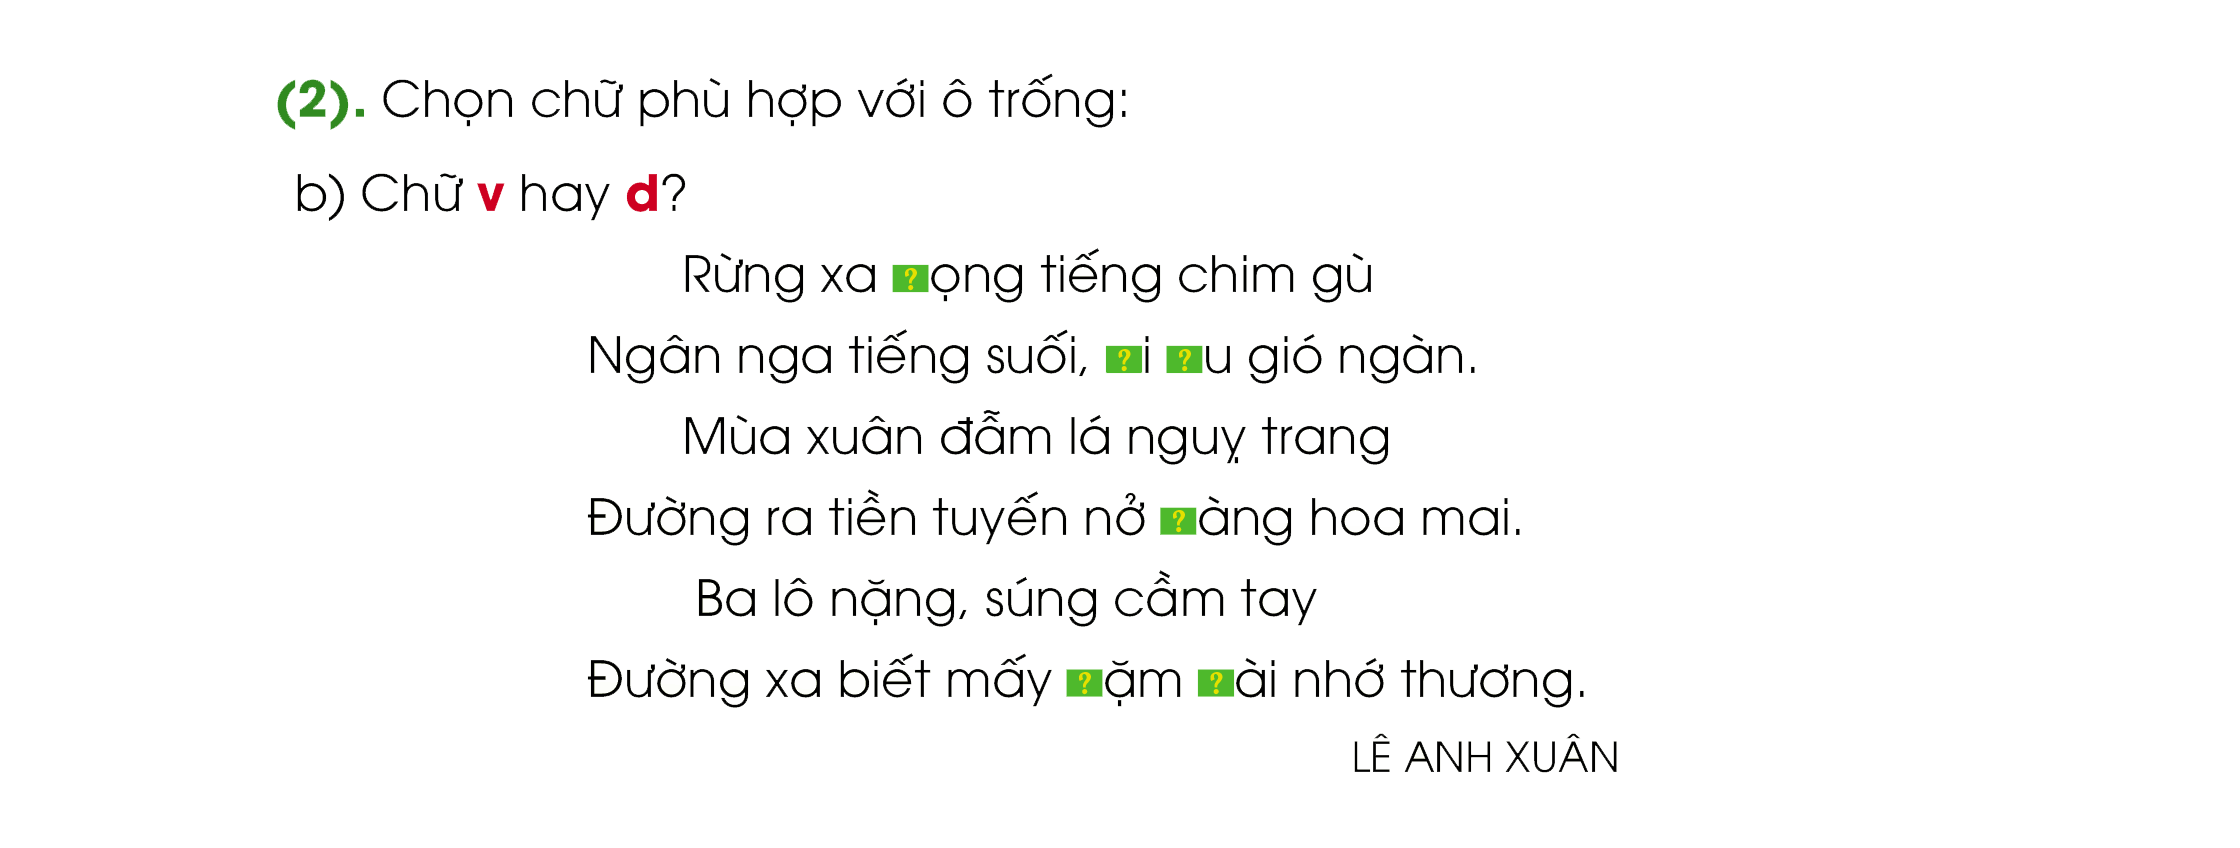 (2). Chọn chữ phù hợp với ô trống:
b) Chữ v hay d?
Rừng xa ?ọng tiếng chim gù
Ngân nga tiếng suối, ?i ?u gió ngàn.
Mùa xuân đẫm lá nguỵ trang
Đường ra tiền tuyến nở ?àng hoa mai.
Ba lô nặng, súng cầm tay
Đường xa biết mấy ?ặm ?ài nhớ thương.
LÊ ANH XUÂN